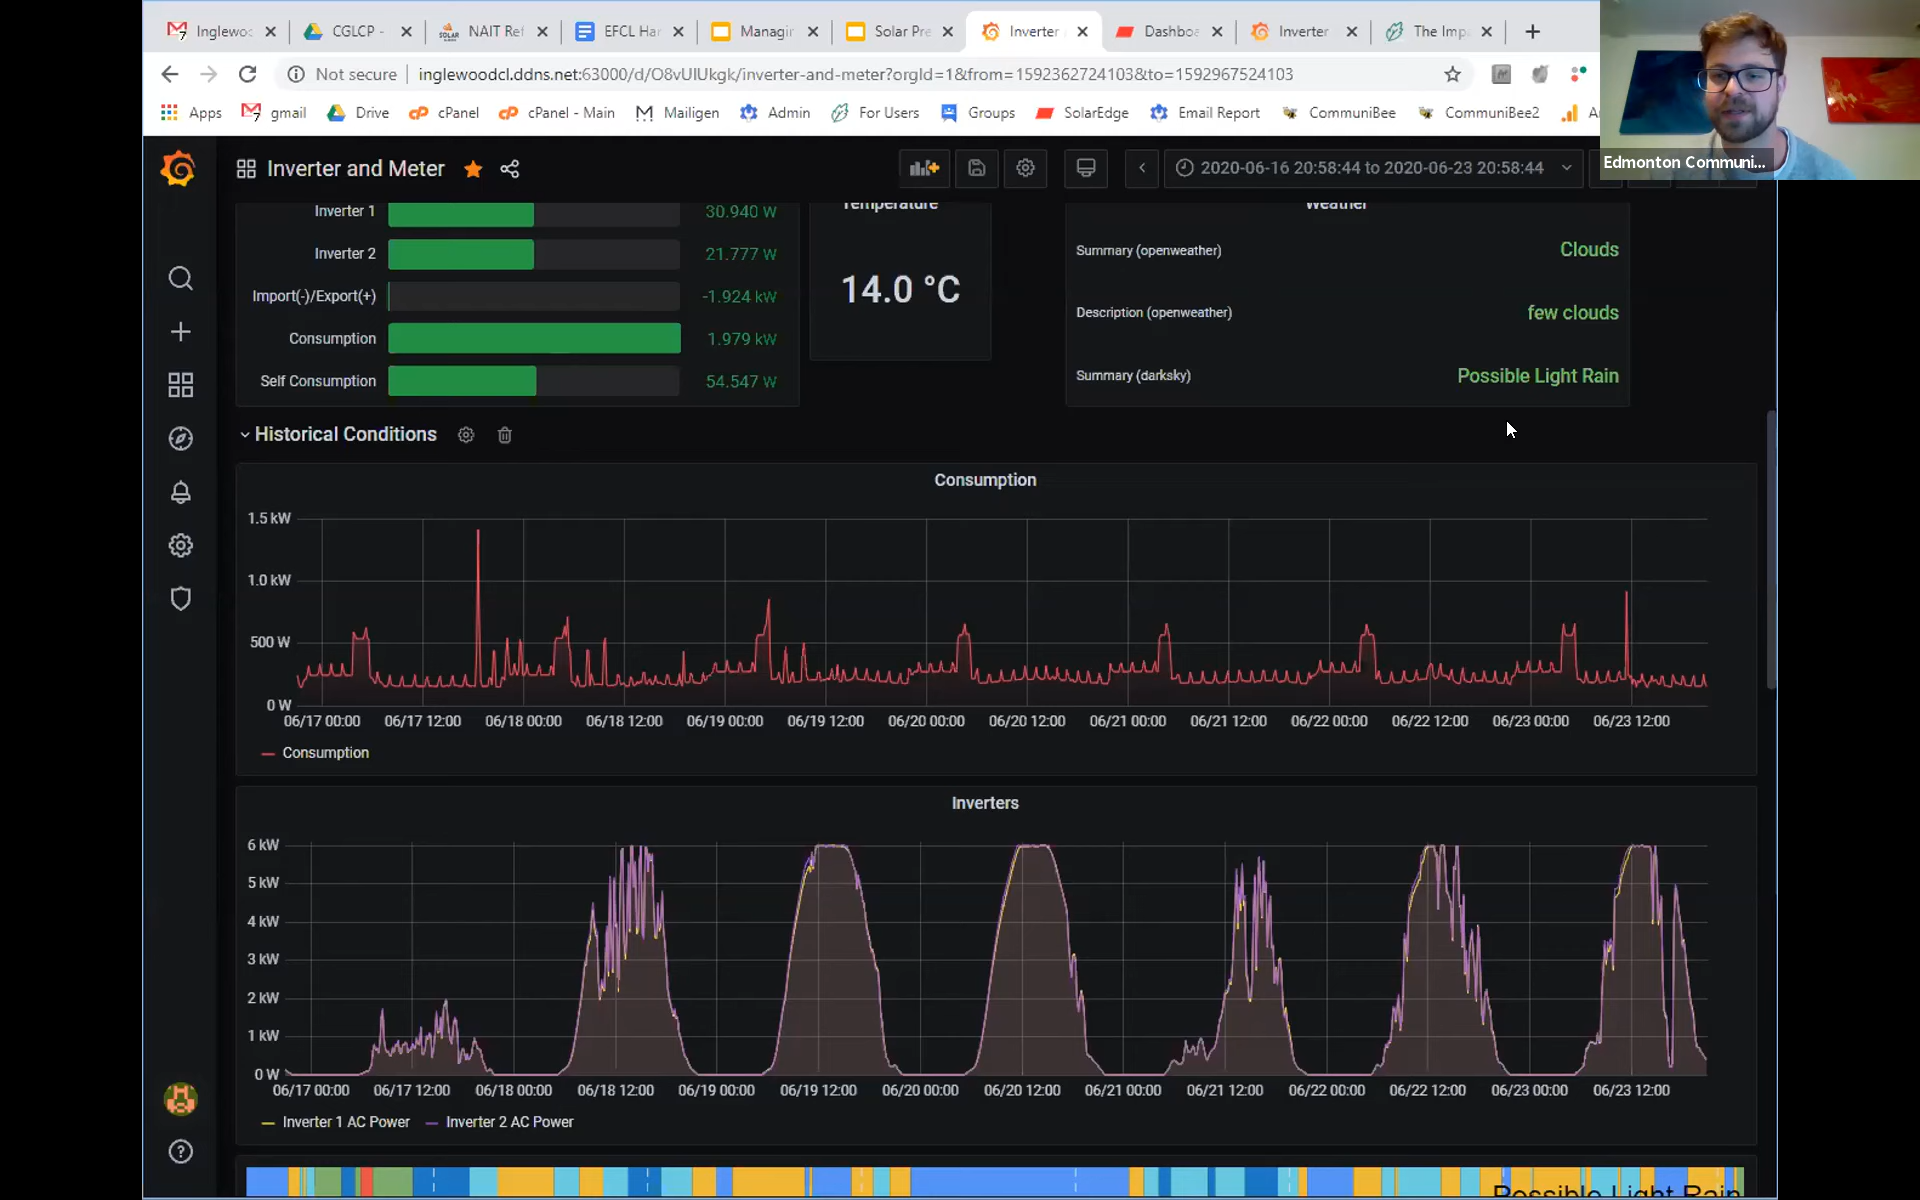 Inglewoo
CGLCP -
NAIT Ref
EFCL Har
Managin
Solar Pre
Inverter
Dashboa
Inverter
The Imp
Not secure
inglewoodcl.ddns.net:63000/d/O8vUIUkgk/inverter-and-meter?orgId=1&from=1592362724103&to=1592967524103
Apps
gmail
Drive
cPanel
cPanel - Main
Mailigen
Admin
For Users
Groups
SolarEdge
Email Report
CommuniBee
CommuniBee2
Edmonton Communi...
Inverter and Meter
2020-06-16 20:58:44 to 2020-06-23 20:58:44
Inverter 1 30.940 W
Inverter 2 21.777 W
Import(-)/Export(+) -1.924 kW
Consumption 1.979 kW
Self Consumption 54.547 W
Temperature
14.0 °C
Weather
Summary (openweather) Clouds
Description (openweather) few clouds
Summary (darksky) Possible Light Rain
Historical Conditions
Consumption
1.5 kW
1.0 kW
500 W
0 W
06/17 00:00 06/17 12:00 06/18 00:00 06/18 12:00 06/19 00:00 06/19 12:00 06/20 00:00 06/20 12:00 06/21 00:00 06/21 12:00 06/22 00:00 06/22 12:00 06/23 00:00 06/23 12:00
Consumption
Inverters
6 kW
5 kW
4 kW
3 kW
2 kW
1 kW
0 W
06/17 00:00 06/17 12:00 06/18 00:00 06/18 12:00 06/19 00:00 06/19 12:00 06/20 00:00 06/20 12:00 06/21 00:00 06/21 12:00 06/22 00:00 06/22 12:00 06/23 00:00 06/23 12:00
Inverter 1 AC Power Inverter 2 AC Power
Possible Light Rain